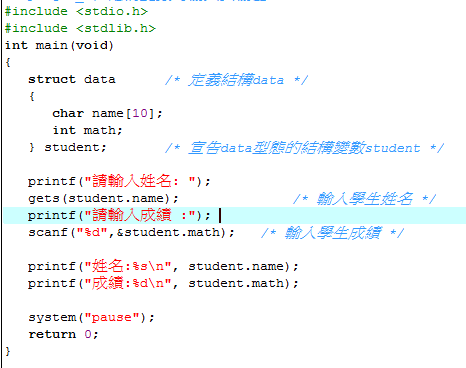 #include <stdio.h>
#include <stdlib.h>
int main(void)
{
struct data /* 定義結構data */
{
char name[10];
int math;
} student; /* 宣告data型態的結構變數student */
printf("請輸入姓名: ");
gets(student.name); /* 輸入學生姓名 */
printf("請輸入成績 :");
scanf("%d",&student.math); /* 輸入學生成績 */
printf("姓名:%s\n", student.name);
printf("成績:%d\n", student.math);
system("pause");
return 0;
}